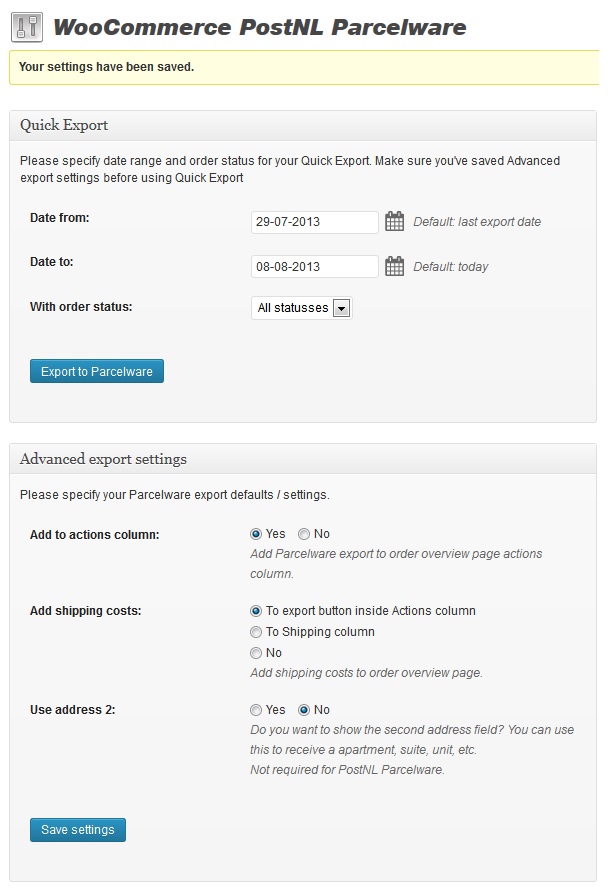 WooCommerce PostNL Parcelware
Your settings have been saved.
Quick Export
Please specify date range and order status for your Quick Export. Make sure you've saved Advanced
export settings before using Quick Export
Date from:
29-07-2013
Default: last export date
Date to:
08-08-2013
Default: today
With order status:
All statusses
Export to Parcelware
Advanced export settings
Please specify your Parcelware export defaults / settings.
Add to actions column:
Yes No
Add Parcelware export to order overview page actions
column.
Add shipping costs:
To export button inside Actions column
To Shipping column
No
Add shipping costs to order overview page.
Use address 2:
Yes No
Do you want to show the second address field? You can use
this to receive a apartment, suite, unit, etc.
Not required for PostNL Parcelware.
Save settings